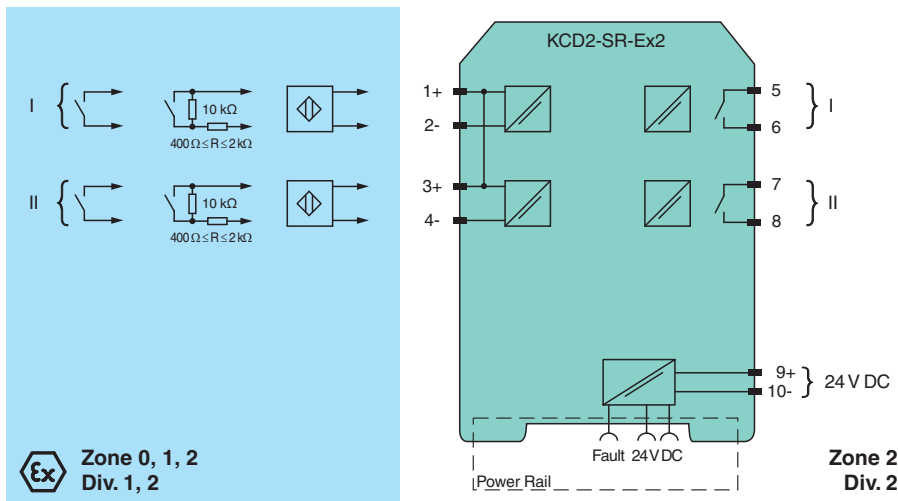 KCD2-SR-Ex2
I
10 kΩ
400 Ω ≤ R ≤ 2 kΩ
1+
2-
5
6
I
II
10 kΩ
400 Ω ≤ R ≤ 2 kΩ
3+
4-
7
8
II
9+
10-
24 V DC
Fault 24 V DC
Power Rail
Ex
Zone 0, 1, 2
Div. 1, 2
Zone 2
Div. 2